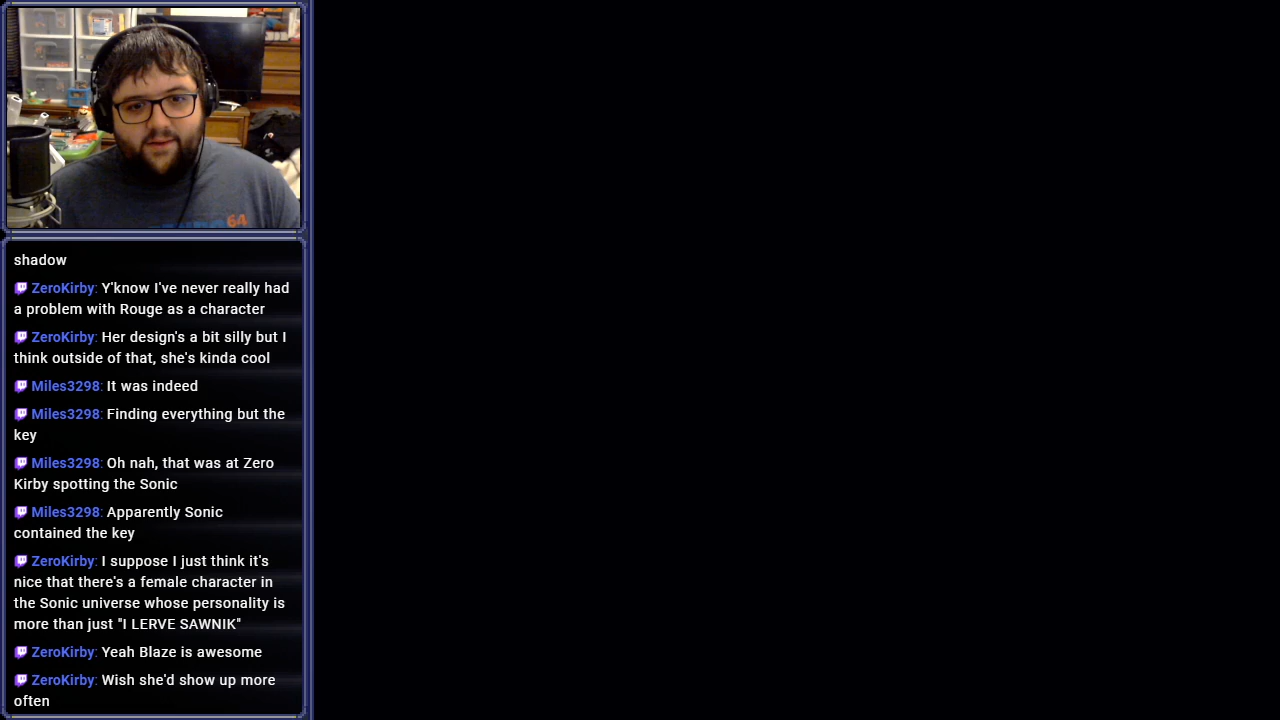 64
shadow
ZeroKirby: Y'know I've never really had
a problem with Rouge as a character
ZeroKirby: Her design's a bit silly but I
think outside of that, she's kinda cool
Miles3298: It was indeed
Miles3298: Finding everything but the
key
Miles3298: Oh nah, that was at Zero
Kirby spotting the Sonic
Miles3298: Apparently Sonic
contained the key
ZeroKirby: I suppose I just think it's
nice that there's a female character in
the Sonic universe whose personality is
more than just "I LERVE SAWNIK"
ZeroKirby: Yeah Blaze is awesome
ZeroKirby: Wish she'd show up more
often